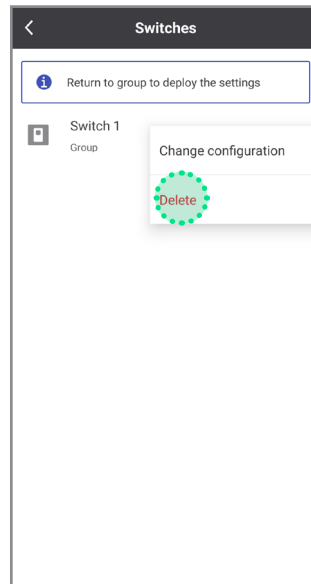 Switches
Return to group to deploy the settings
Switch 1
Group
Change configuration
Delete